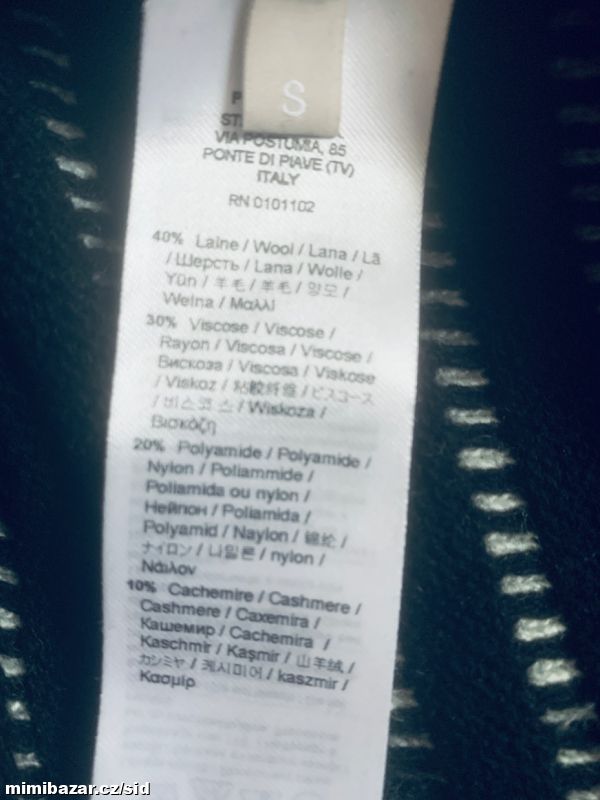 S
VIA POSTUMIA, 85
PONTE DI PIAVE (TV)
ITALY
RN 0101102
40% Laine / Wool / Lana / Lã
/ Шерсть / Lana / Wolle /
Yün / 羊毛 / 羊毛 / 양모 /
Wełna / Μαλλί
30% Viscose / Viscose /
Rayon / Viscosa / Viscose /
Вискоза / Viscosa / Viskose
/ Viskoz / 粘胶纤维 / ビスコース
/ 비스코스 / Wiskoza /
Βισκόζη
20% Polyamide / Polyamide /
Nylon / Poliammide /
Poliamida ou nylon /
Нейлон / Poliamida /
Polyamid / Naylon / 锦纶 /
ナイロン / 나일론 / nylon /
Νάιλον
10% Cachemire / Cashmere /
Cashmere / Caxemira /
Кашемир / Cachemira /
Kaschmir / Kaşmir / 山羊绒 /
カシミヤ / 캐시미어 / kaszmir /
Κασμίρ
mimibazar.cz/sid